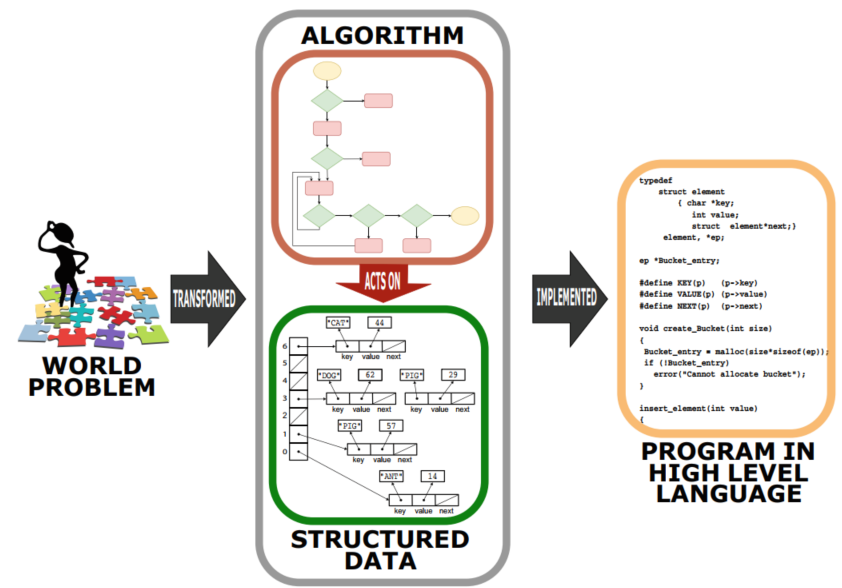 ALGORITHM
WORLD
PROBLEM
TRANSFORMED
ACTS ON
"CAT" 44
6
key value next
5
4
"DOG" 62 "PIG" 29
3
key value next key value next
2
"PIG" 57
1
key value next
0
"ANT" 14
key value next
STRUCTURED
DATA
IMPLEMENTED
typedef
struct element
{ char *key;
int value;
struct element*next;}
element, *ep;
ep *Bucket_entry;
#define KEY(p) (p->key)
#define VALUE(p) (p->value)
#define NEXT(p) (p->next)
void create_Bucket(int size)
{
Bucket_entry = malloc(size*sizeof(ep));
if (!Bucket_entry)
error("Cannot allocate bucket");
}
insert_element(int value)
{
PROGRAM IN
HIGH LEVEL
LANGUAGE